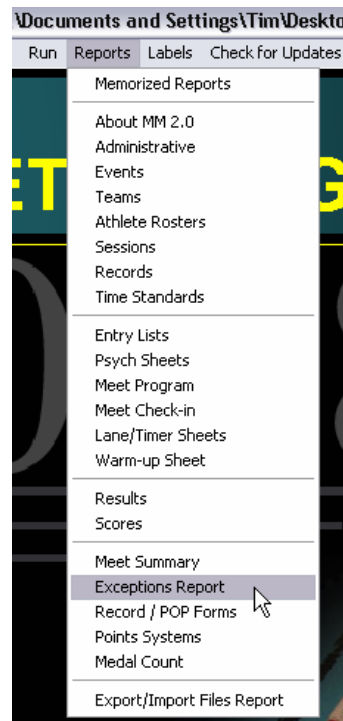 \Documents and Settings\Tim\Deskto
Run Reports Labels Check for Updates
Memorized Reports
About MM 2.0
Administrative
Events
Teams
Athlete Rosters
Sessions
Records
Time Standards
Entry Lists
Psych Sheets
Meet Program
Meet Check-in
Lane/Timer Sheets
Warm-up Sheet
Results
Scores
Meet Summary
Exceptions Report
Record / POP Forms
Points Systems
Medal Count
Export/Import Files Report
ET
G